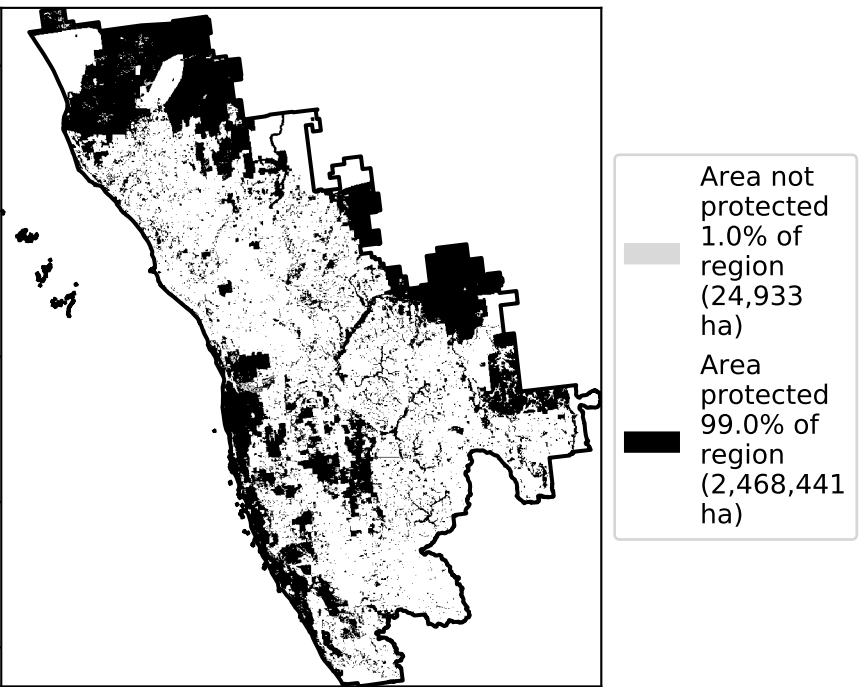 Area not
protected
1.0% of
region
(24,933
ha)
Area
protected
99.0% of
region
(2,468,441
ha)